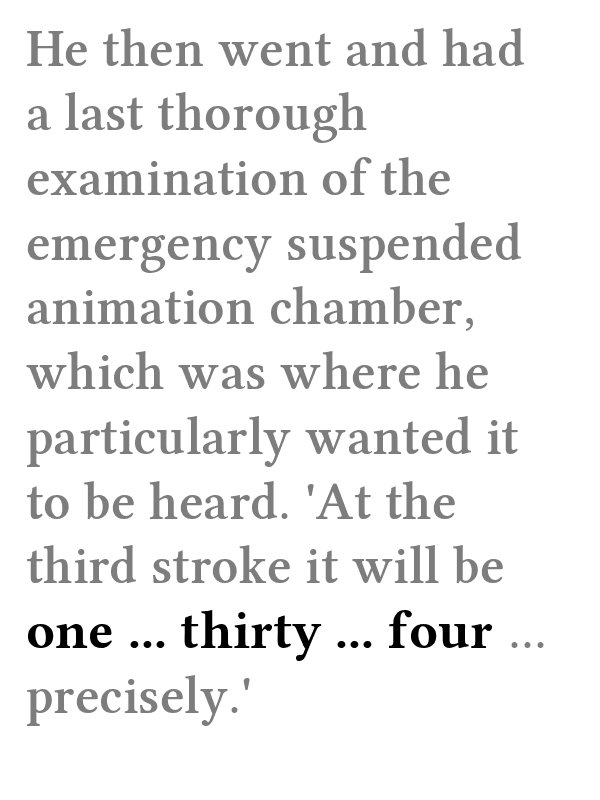 He then went and had
a last thorough
examination of the
emergency suspended
animation chamber,
which was where he
particularly wanted it
to be heard. 'At the
third stroke it will be
one ... thirty ... four ...
precisely.'